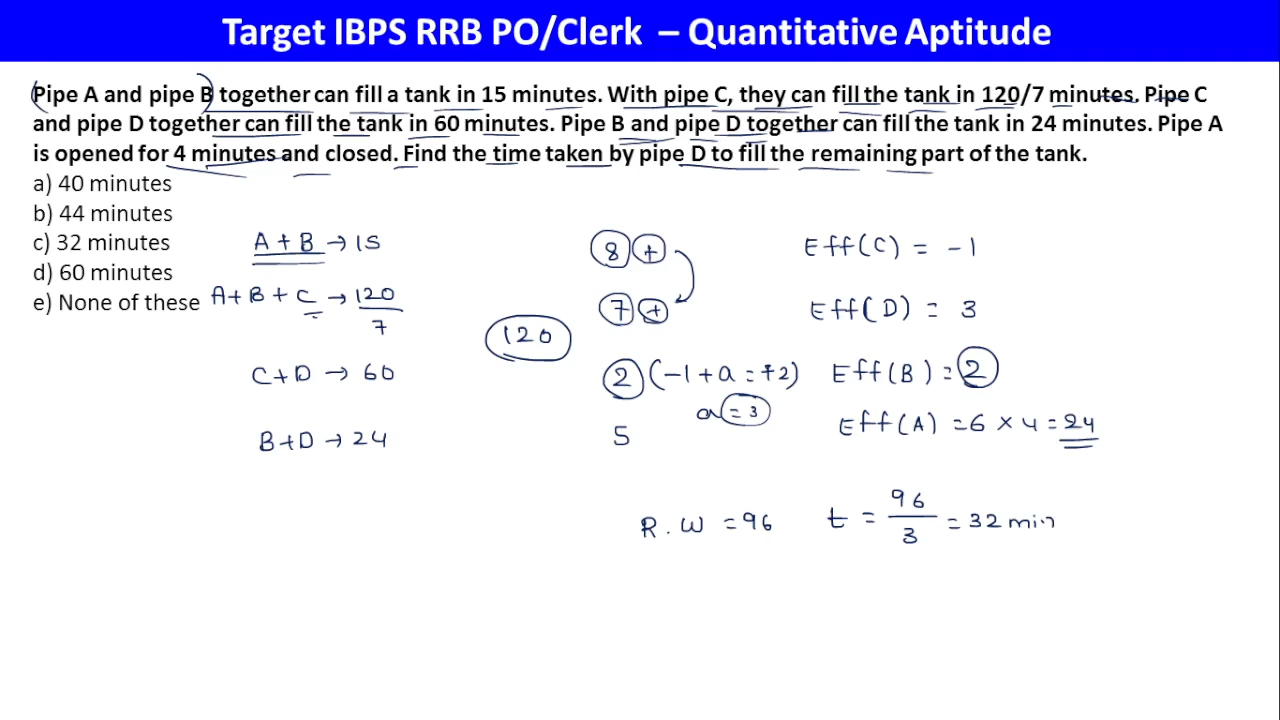 Target IBPS RRB PO/Clerk – Quantitative Aptitude
Pipe A and pipe B together can fill a tank in 15 minutes. With pipe C, they can fill the tank in 120/7 minutes. Pipe C
and pipe D together can fill the tank in 60 minutes. Pipe B and pipe D together can fill the tank in 24 minutes. Pipe A
is opened for 4 minutes and closed. Find the time taken by pipe D to fill the remaining part of the tank.
a) 40 minutes
b) 44 minutes
c) 32 minutes
d) 60 minutes
e) None of these
A + B → 15
A + B + C → 120/7
C + D → 60
B + D → 24
120
8 +
7 +
2 (-1 + a = +2)
a = 3
5
Eff(C) = -1
Eff(D) = 3
Eff(B) = 2
Eff(A) = 6 × 4 = 24
R.W = 96
t = 96/3 = 32 min